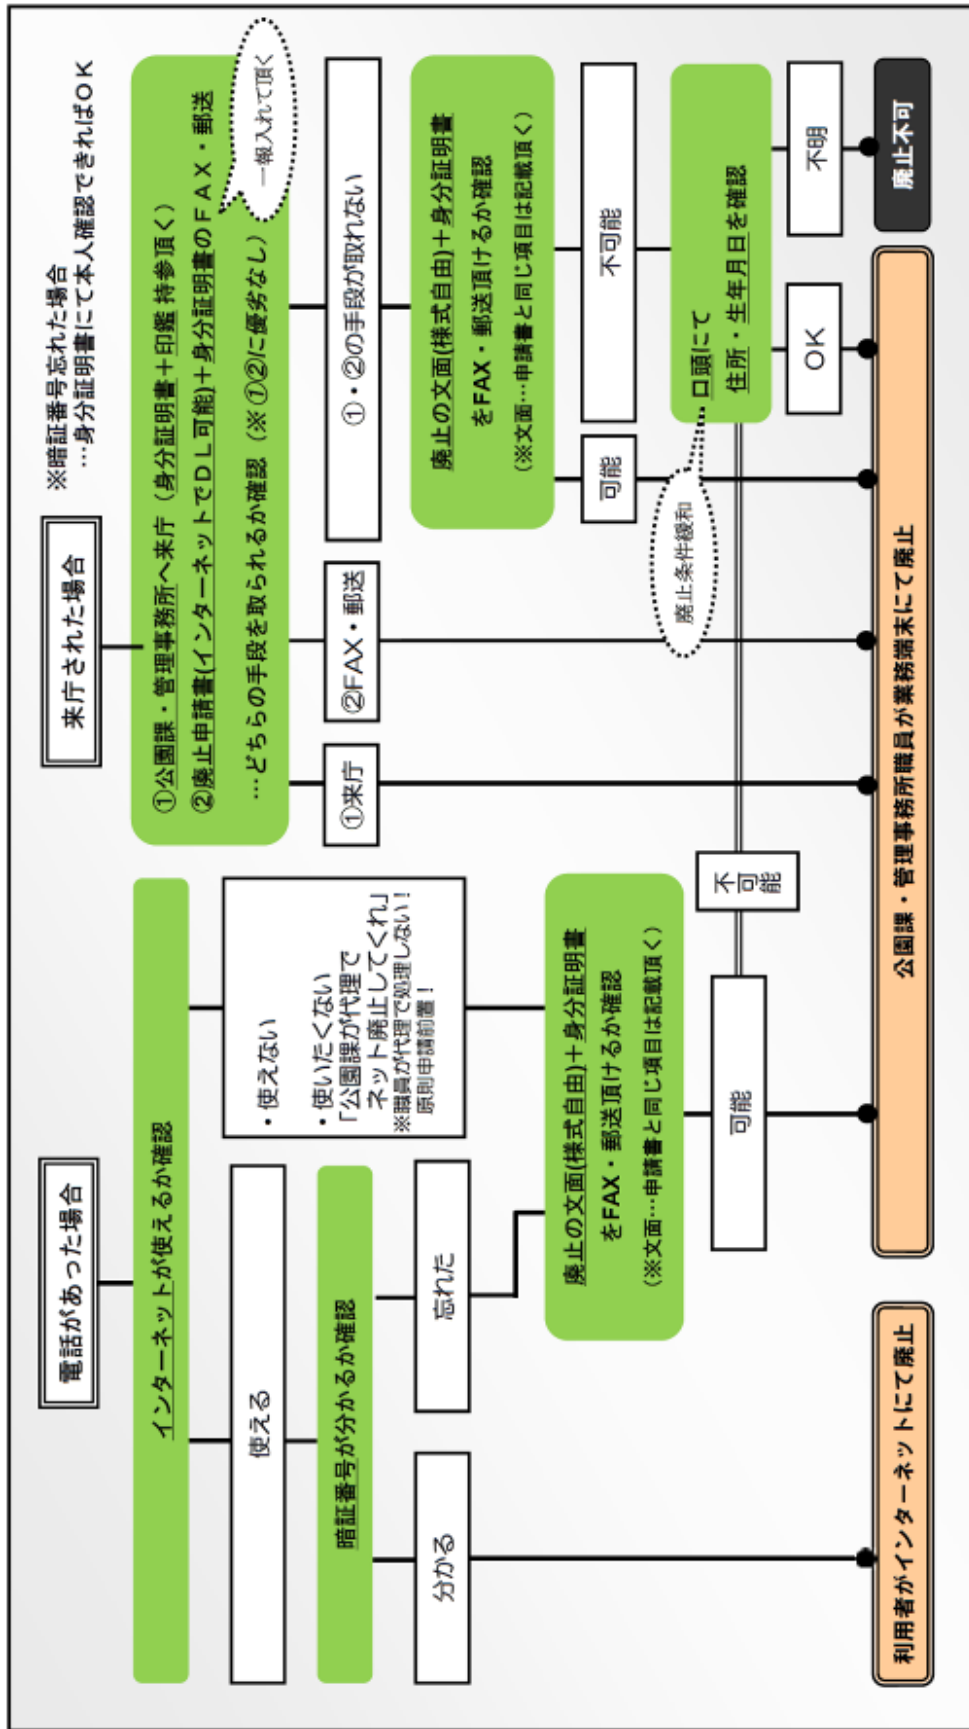 電話があった場合
インターネットが使えるか確認
使える
・使えない
・使いたくない
「公園課が代理で
ネット廃止してくれ」
※職員が代理で処理しない!
原則申請前置!
暗証番号が分かるか確認
分かる
忘れた
廃止の文面(様式自由)+身分証明書
をFAX・郵送頂けるか確認
(※文面…申請書と同じ項目は記載頂く)
可能
不可能
利用者がインターネットにて廃止
来庁された場合
※暗証番号忘れた場合
…身分証明書にて本人確認できればOK
①公園課・管理事務所へ来庁 (身分証明書+印鑑 持参頂く)
②廃止申請書(インターネットでDL可能)+身分証明書のFAX・郵送
…どちらの手段を取られるか確認 (※①②に優劣なし)
一報入れて頂く
①来庁
②FAX・郵送
①・②の手段が取れない
廃止の文面(様式自由)+身分証明書
をFAX・郵送頂けるか確認
(※文面…申請書と同じ項目は記載頂く)
可能
不可能
廃止条件緩和
口頭にて
住所・生年月日を確認
OK
不明
公園課・管理事務所職員が業務端末にて廃止
廃止不可